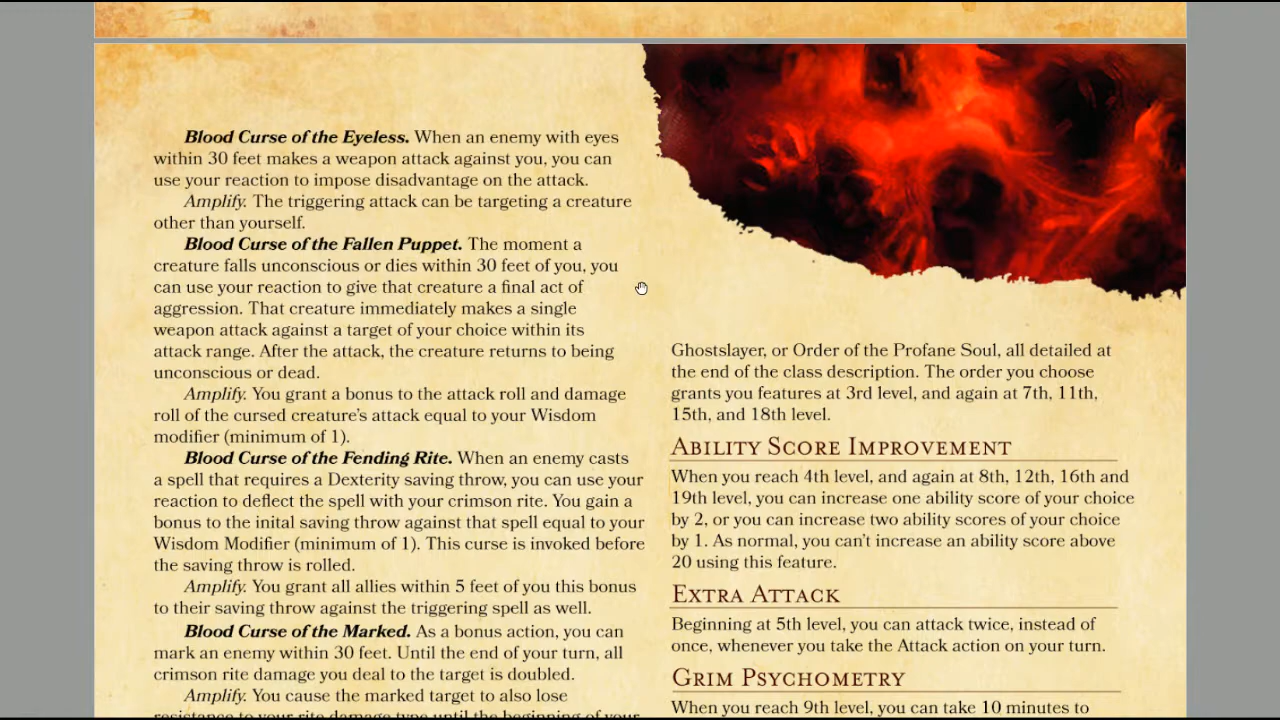 Blood Curse of the Eyeless. When an enemy with eyes
within 30 feet makes a weapon attack against you, you can
use your reaction to impose disadvantage on the attack.
Amplify. The triggering attack can be targeting a creature
other than yourself.
Blood Curse of the Fallen Puppet. The moment a
creature falls unconscious or dies within 30 feet of you, you
can use your reaction to give that creature a final act of
aggression. That creature immediately makes a single
weapon attack against a target of your choice within its
attack range. After the attack, the creature returns to being
unconscious or dead.
Amplify. You grant a bonus to the attack roll and damage
roll of the cursed creature's attack equal to your Wisdom
modifier (minimum of 1).
Blood Curse of the Fending Rite. When an enemy casts
a spell that requires a Dexterity saving throw, you can use your
reaction to deflect the spell with your crimson rite. You gain a
bonus to the inital saving throw against that spell equal to your
Wisdom Modifier (minimum of 1). This curse is invoked before
the saving throw is rolled.
Amplify. You grant all allies within 5 feet of you this bonus
to their saving throw against the triggering spell as well.
Blood Curse of the Marked. As a bonus action, you can
mark an enemy within 30 feet. Until the end of your turn, all
crimson rite damage you deal to the target is doubled.
Amplify. You cause the marked target to also lose
resistance to your rite damage type until the beginning of your
Ghostslayer, or Order of the Profane Soul, all detailed at
the end of the class description. The order you choose
grants you features at 3rd level, and again at 7th, 11th,
15th, and 18th level.
Ability Score Improvement
When you reach 4th level, and again at 8th, 12th, 16th and
19th level, you can increase one ability score of your choice
by 2, or you can increase two ability scores of your choice
by 1. As normal, you can't increase an ability score above
20 using this feature.
Extra Attack
Beginning at 5th level, you can attack twice, instead of
once, whenever you take the Attack action on your turn.
Grim Psychometry
When you reach 9th level, you can take 10 minutes to